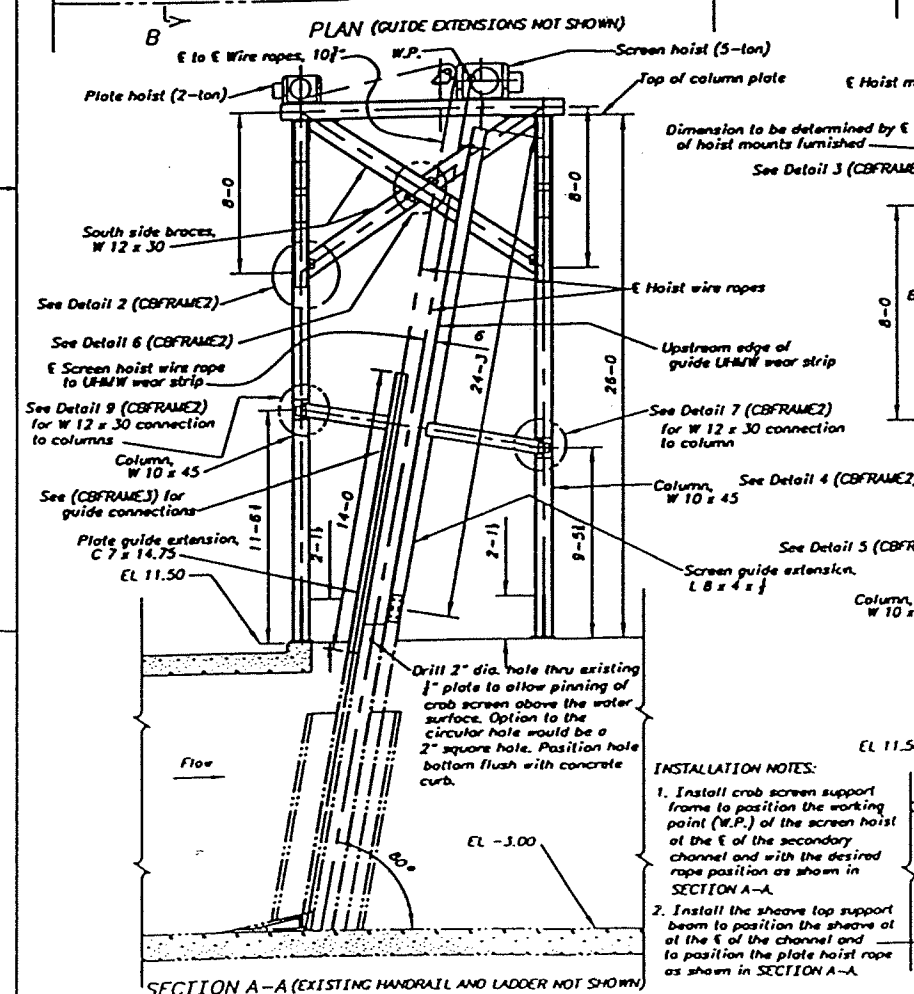 B
PLAN (GUIDE EXTENSIONS NOT SHOWN)
℄ to ℄ Wire ropes, 10¾"
W.P.
Screen hoist (5-ton)
Plate hoist (2-ton)
Top of column plate
℄ Hoist m
Dimension to be determined by ℄
of hoist mounts furnished
See Detail 3 (CBFRAME
8-0
8-0
South side braces,
W 12 x 30
See Detail 2 (CBFRAME2)
℄ Hoist wire ropes
8-0
See Detail 6 (CBFRAME2)
24-3
6
26-0
Upstream edge of
guide UHMW wear strip
℄ Screen hoist wire rope
to UHMW wear strip
See Detail 9 (CBFRAME2)
for W 12 x 30 connection
to columns
See Detail 7 (CBFRAME2)
for W 12 x 30 connection
to column
Column,
W 10 x 45
See (CBFRAME3) for
guide connections
Column,
W 10 x 45
See Detail 4 (CBFRAME2
11-6¾
2-1½
14-0
2-1½
9-5¾
Plate guide extension,
C 7 x 14.75
EL 11.50
See Detail 5 (CBFR
Screen guide extension,
L 8 x 4 x ½
Column,
W 10 x
Drill 2" dia. hole thru existing
plate to allow pinning of
crab screen above the water
surface. Option to the
circular hole would be a
2" square hole. Position hole
bottom flush with concrete
curb.
Flow
EL 11.5
80°
EL -3.00
INSTALLATION NOTES:
1. Install crab screen support
frame to position the working
point (W.P.) of the screen hoist
at the ℄ of the secondary
channel and with the desired
rope position as shown in
SECTION A-A.
2. Install the sheave top support
beam to position the sheave at
at the ℄ of the channel and
to position the plate hoist rope
as shown in SECTION A-A.
SECTION A-A (EXISTING HANDRAIL AND LADDER NOT SHOWN)